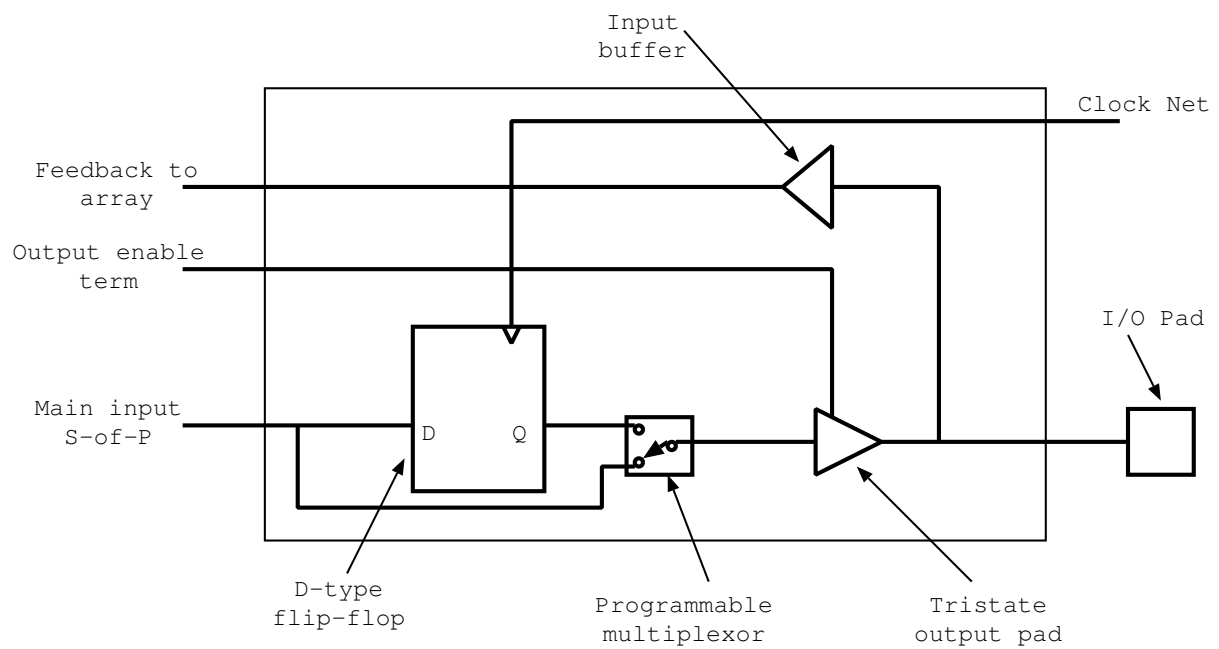 Input
buffer
Clock Net
Feedback to
array
Output enable
term
I/O Pad
Main input
S-of-P
D
Q
D-type
flip-flop
Programmable
multiplexor
Tristate
output pad